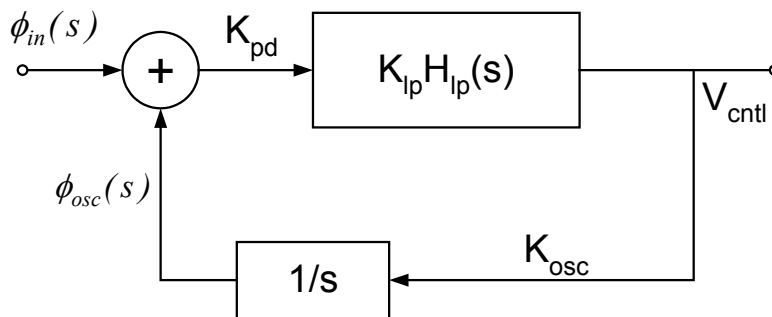 ϕin(s)
Kpd
+
KlpHlp(s)
Vcntl
ϕosc(s)
Kosc
1/s